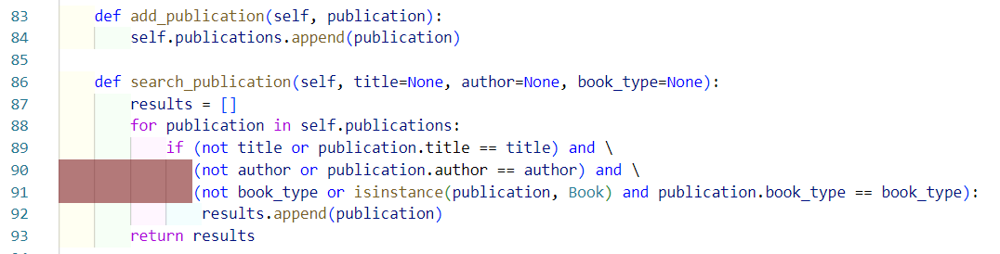 83 def add_publication(self, publication):
84 self.publications.append(publication)
85
86 def search_publication(self, title=None, author=None, book_type=None):
87 results = []
88 for publication in self.publications:
89 if (not title or publication.title == title) and \
90 (not author or publication.author == author) and \
91 (not book_type or isinstance(publication, Book) and publication.book_type == book_type):
92 results.append(publication)
93 return results